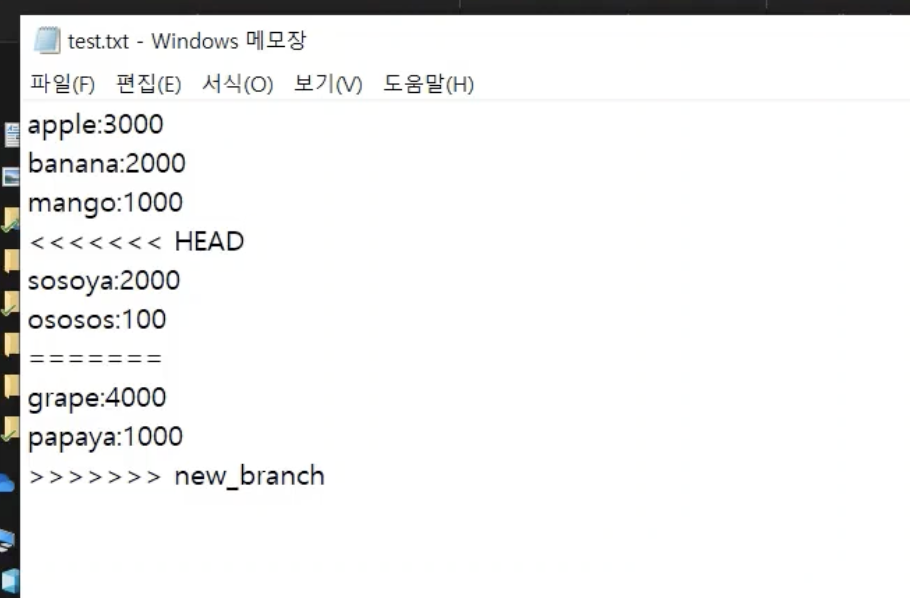 test.txt - Windows 메모장
파일(F) 편집(E) 서식(O) 보기(V) 도움말(H)
apple:3000
banana:2000
mango:1000
<<<<<<< HEAD
sosoya:2000
ososos:100
=======
grape:4000
papaya:1000
>>>>>>> new_branch